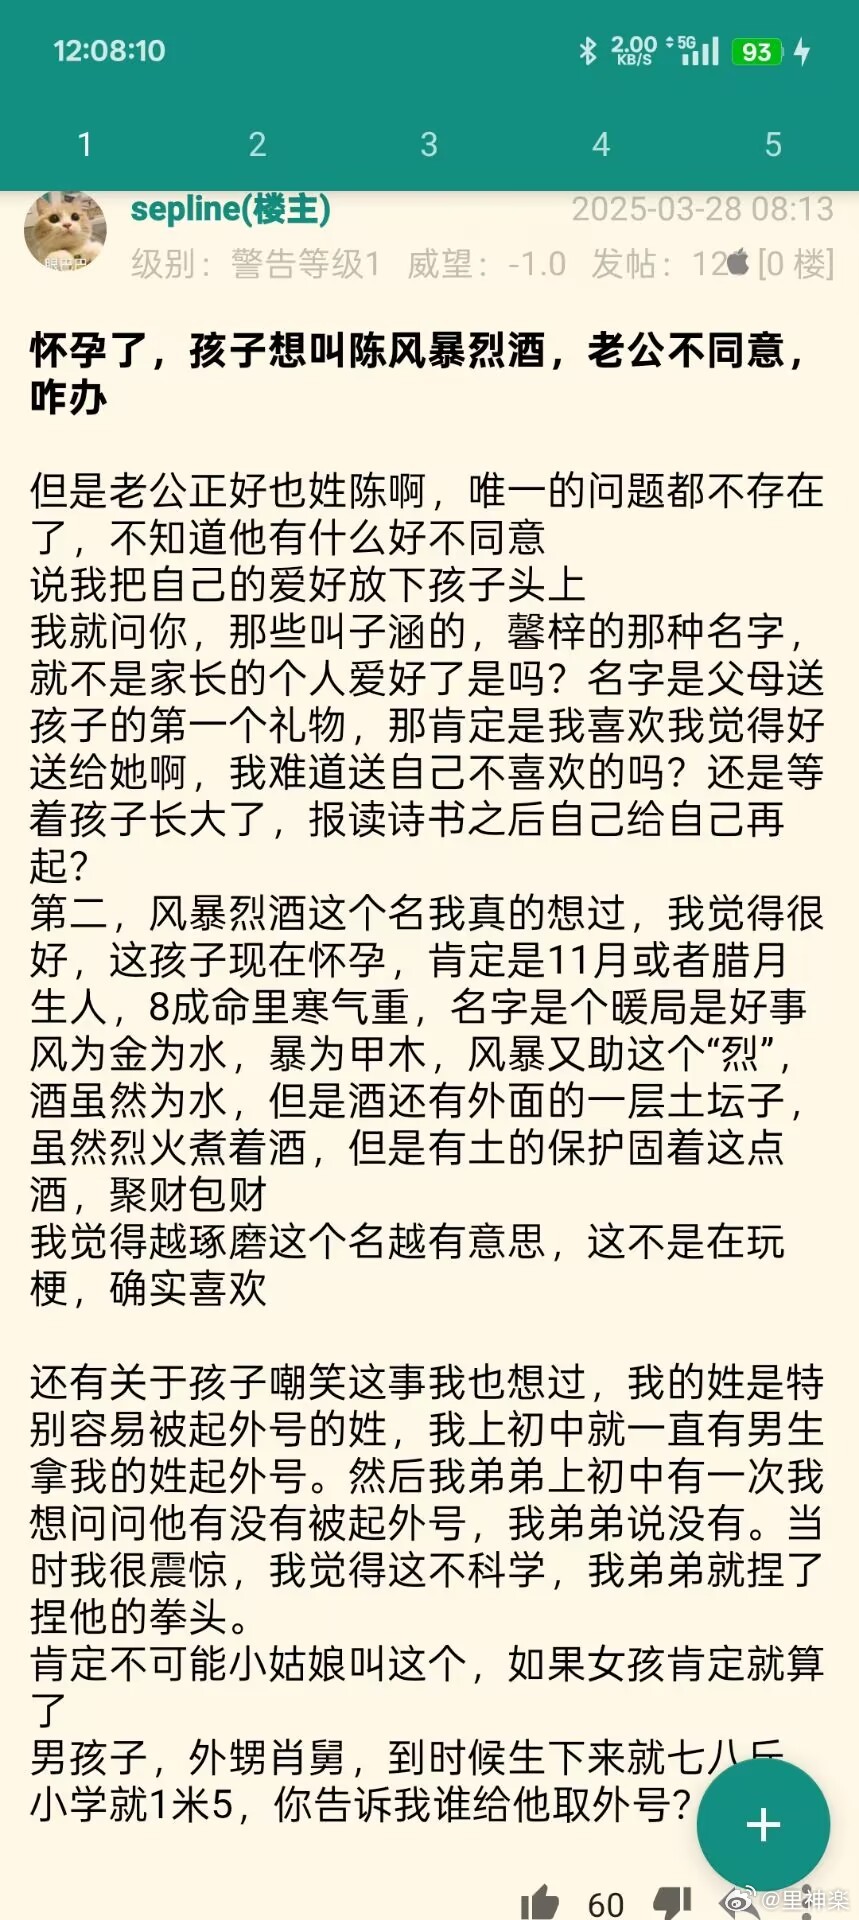 12:08:10
2.00 KB/S 5G 93
1 2 3 4 5
sepline(楼主) 2025-03-28 08:13
级别：警告等级1 威望：-1.0 发帖：12 [0 楼]
怀孕了，孩子想叫陈风暴烈酒，老公不同意，
咋办
但是老公正好也姓陈啊，唯一的问题都不存在
了，不知道他有什么好不同意
说我把自己的爱好放下孩子头上
我就问你，那些叫子涵的，馨梓的那种名字，
就不是家长的个人爱好了是吗？名字是父母送
孩子的第一个礼物，那肯定是我喜欢我觉得好
送给她啊，我难道送自己不喜欢的吗？还是等
着孩子长大了，报读诗书之后自己给自己再
起？
第二，风暴烈酒这个名我真的想过，我觉得很
好，这孩子现在怀孕，肯定是11月或者腊月
生人，8成命里寒气重，名字是个暖局是好事
风为金为水，暴为甲木，风暴又助这个“烈”，
酒虽然为水，但是酒还有外面的一层土坛子，
虽然烈火煮着酒，但是有土的保护固着这点
酒，聚财包财
我觉得越琢磨这个名越有意思，这不是在玩
梗，确实喜欢
还有关于孩子嘲笑这事我也想过，我的姓是特
别容易被起外号的姓，我上初中就一直有男生
拿我的姓起外号。然后我弟弟上初中有一次我
想问问他有没有被起外号，我弟弟说没有。当
时我很震惊，我觉得这不科学，我弟弟就捏了
捏他的拳头。
肯定不可能小姑娘叫这个，如果女孩肯定就算
了
男孩子，外甥肖舅，到时候生下来就七八斤
小学就1米5，你告诉我谁给他取外号？
60
@里神楽